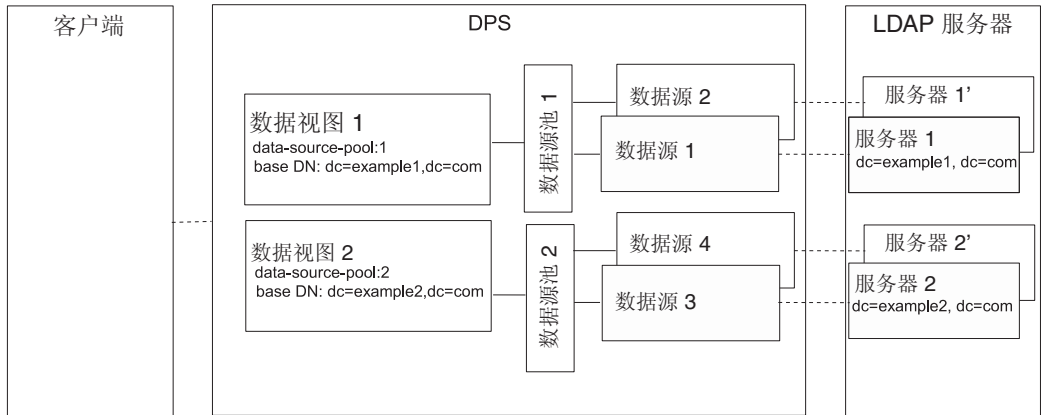 客户端
DPS
LDAP 服务器
数据视图 1
data-source-pool:1
base DN: dc=example1,dc=com
数据源池 1
数据源 2
数据源 1
服务器 1’
服务器 1
dc=example1, dc=com
数据视图 2
data-source-pool:2
base DN: dc=example2,dc=com
数据源池 2
数据源 4
数据源 3
服务器 2’
服务器 2
dc=example2, dc=com